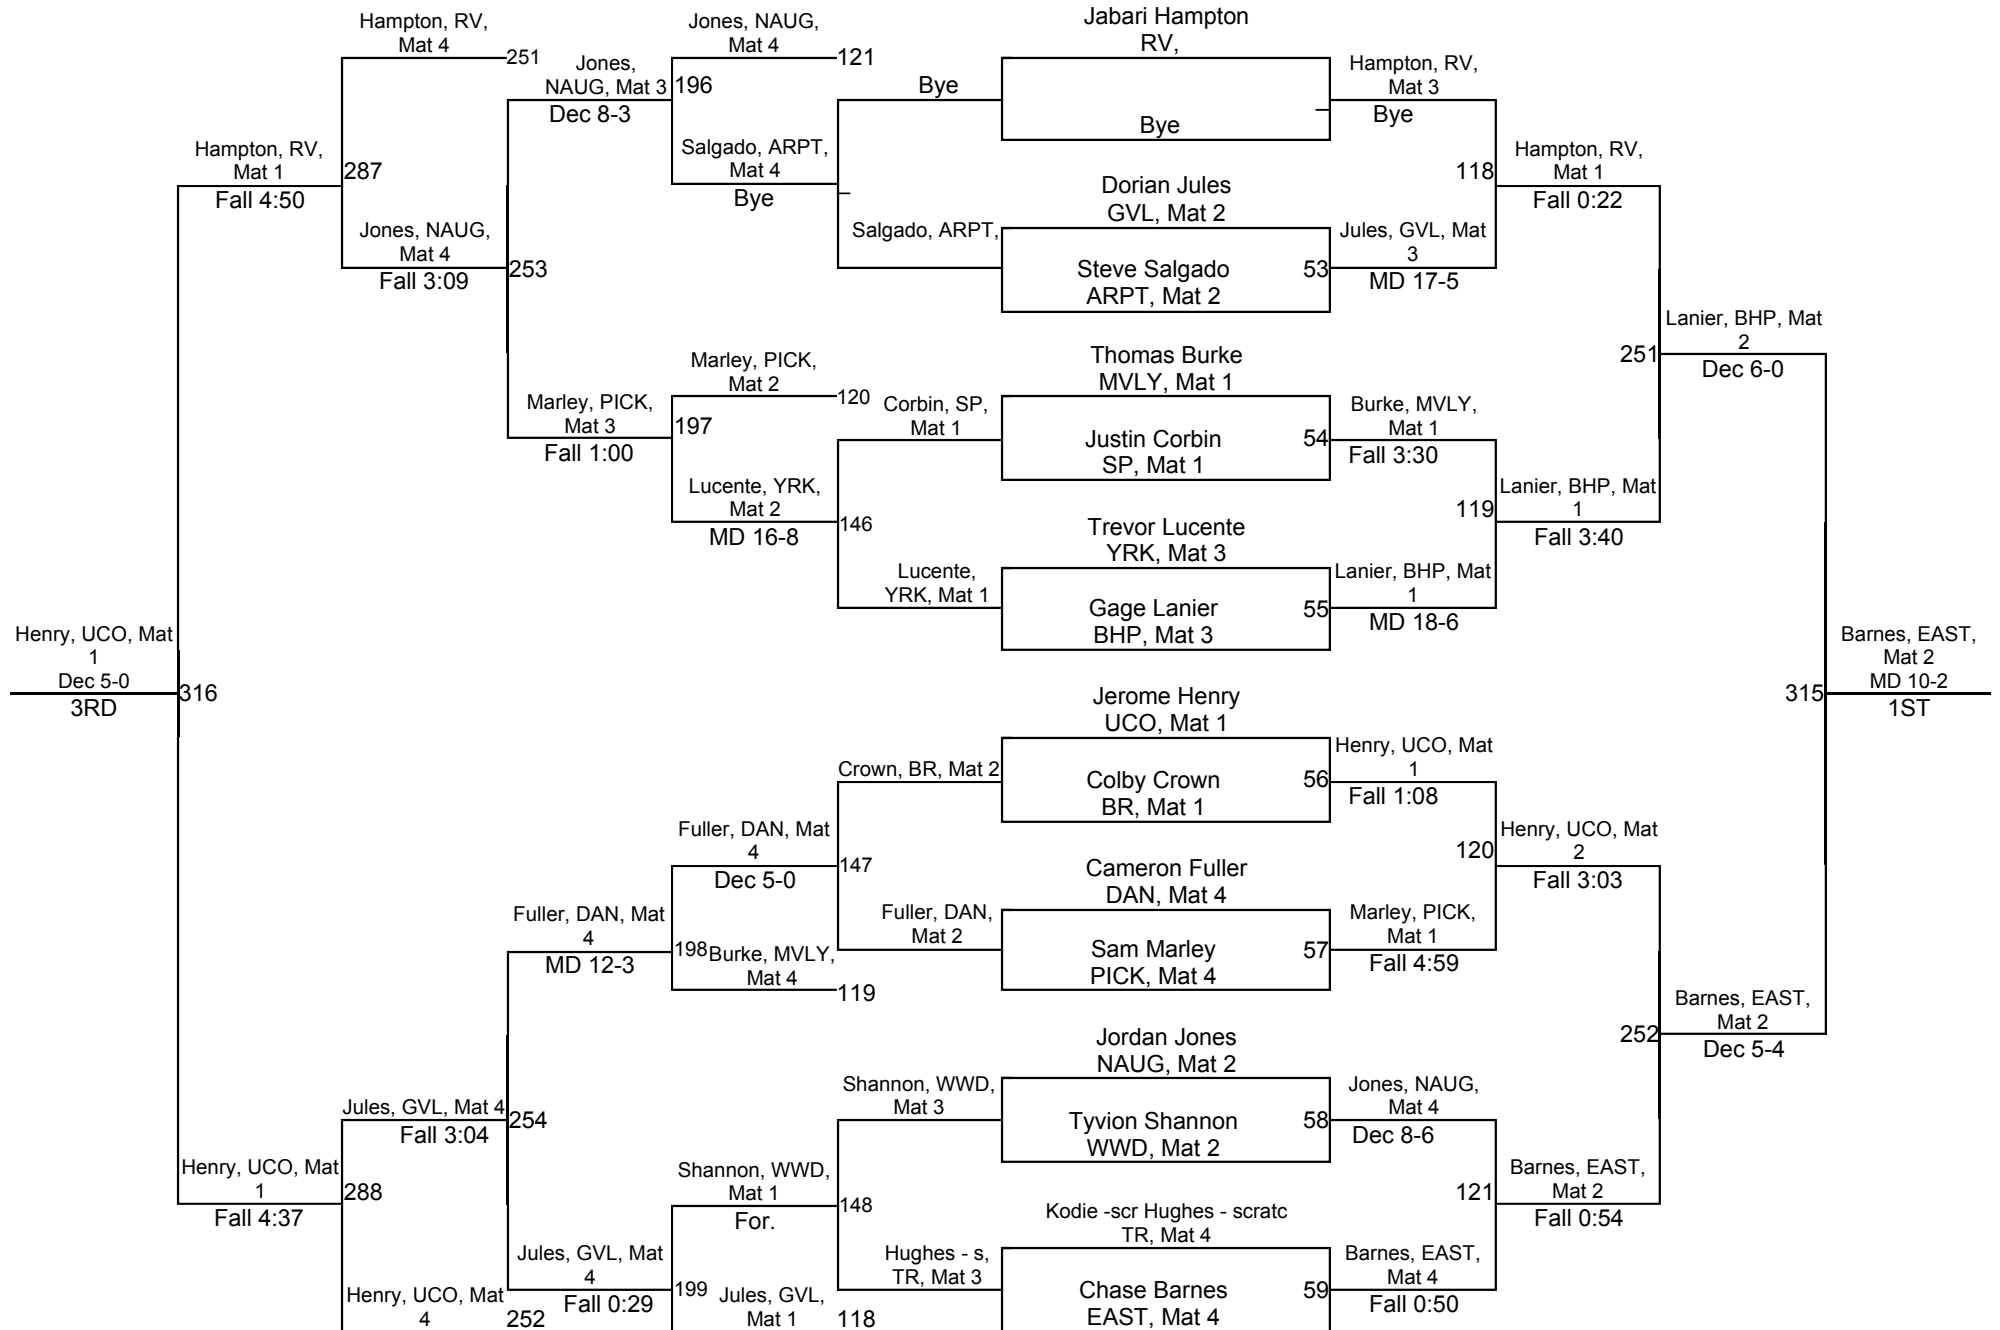 Hampton, RV,
Mat 4
251
Jones, NAUG,
Mat 4
121
Jabari Hampton
RV,
Bye
Bye
Hampton, RV,
Mat 3
Bye
Jones,
NAUG, Mat 3
196
Dec 8-3
Hampton, RV,
Mat 1
287
Fall 4:50
Salgado, ARPT,
Mat 4
Bye
118
Hampton, RV,
Mat 1
Fall 0:22
Dorian Jules
GVL, Mat 2
Salgado, ARPT,
Steve Salgado
ARPT, Mat 2
53
Jules, GVL, Mat
3
MD 17-5
Jones, NAUG,
Mat 4
253
Fall 3:09
Lanier, BHP, Mat
2
251
Dec 6-0
Marley, PICK,
Mat 2
120
Thomas Burke
MVLY, Mat 1
Marley, PICK,
Mat 3
197
Fall 1:00
Corbin, SP,
Mat 1
Justin Corbin
SP, Mat 1
54
Burke, MVLY,
Mat 1
Fall 3:30
Lucente, YRK,
Mat 2
146
MD 16-8
119
Lanier, BHP, Mat
1
Fall 3:40
Trevor Lucente
YRK, Mat 3
Lucente,
YRK, Mat 1
Gage Lanier
BHP, Mat 3
55
Lanier, BHP, Mat
1
MD 18-6
Henry, UCO, Mat
1
Dec 5-0
316
3RD
Barnes, EAST,
Mat 2
MD 10-2
315
1ST
Jerome Henry
UCO, Mat 1
Crown, BR, Mat 2
Colby Crown
BR, Mat 1
56
Henry, UCO, Mat
1
Fall 1:08
Fuller, DAN, Mat
4
147
Dec 5-0
120
Henry, UCO, Mat
2
Fall 3:03
Cameron Fuller
DAN, Mat 4
Fuller, DAN, Mat
4
198
MD 12-3
Fuller, DAN,
Mat 2
Sam Marley
PICK, Mat 4
57
Marley, PICK,
Mat 1
Fall 4:59
Burke, MVLY,
Mat 4
119
Barnes, EAST,
Mat 2
252
Dec 5-4
Jordan Jones
NAUG, Mat 2
Jules, GVL, Mat 4
254
Fall 3:04
Shannon, WWD,
Mat 3
Tyvion Shannon
WWD, Mat 2
58
Jones, NAUG,
Mat 4
Dec 8-6
Henry, UCO, Mat
1
288
Fall 4:37
Shannon, WWD,
Mat 1
148
For.
121
Barnes, EAST,
Mat 2
Fall 0:54
Kodie -scr Hughes - scratc
TR, Mat 4
Jules, GVL, Mat
4
199
Fall 0:29
Hughes - s,
TR, Mat 3
Chase Barnes
EAST, Mat 4
59
Barnes, EAST,
Mat 4
Fall 0:50
Henry, UCO, Mat
4
252
Jules, GVL,
Mat 1
118